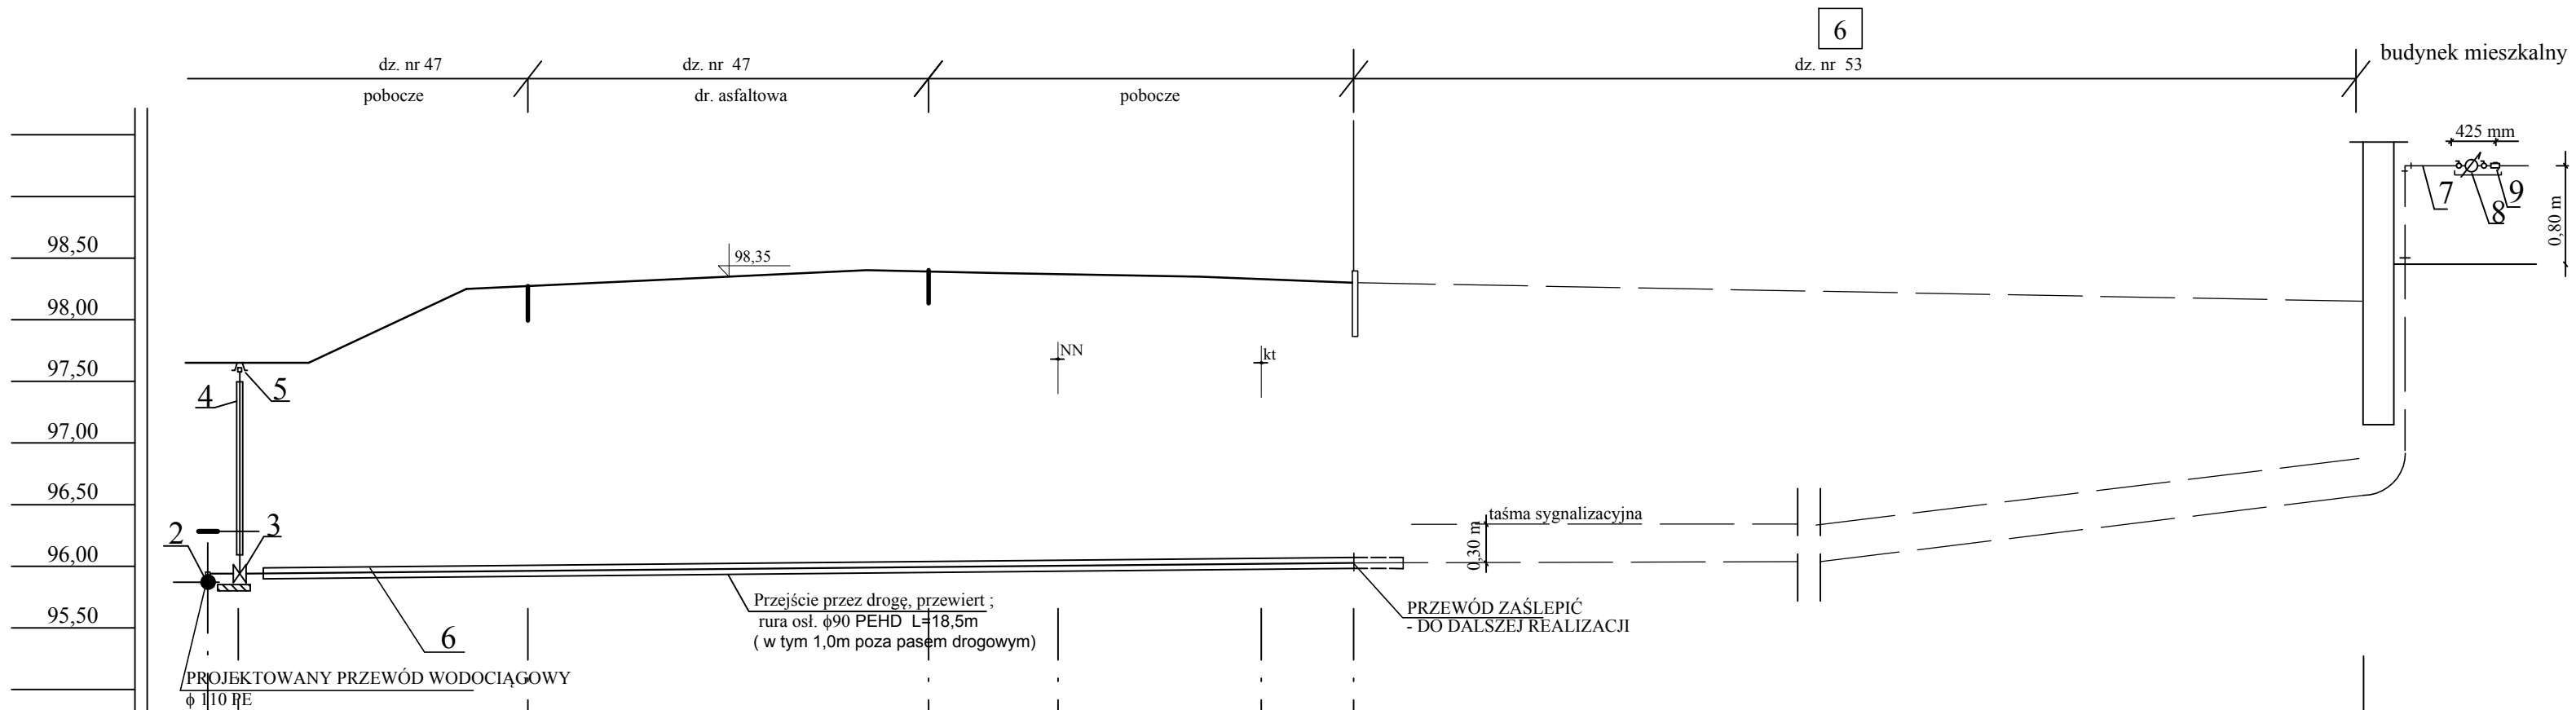 6
dz. nr 47
dz. nr 47
dz. nr 53
budynek mieszkalny
pobocze
dr. asfaltowa
pobocze
425 mm
7
8
9
0,80 m
98,50
98,35
98,00
NN
kt
97,50
4
5
97,00
96,50
2
3
taśma sygnalizacyjna
0,30 m
96,00
95,50
Przejście przez drogę, przewiert ;
rura osł. ϕ90 PEHD L=18,5m
( w tym 1,0m poza pasem drogowym)
PRZEWÓD ZAŚLEPIĆ
- DO DALSZEJ REALIZACJI
6
PROJEKTOWANY PRZEWÓD WODOCIĄGOWY
ϕ 110 PE